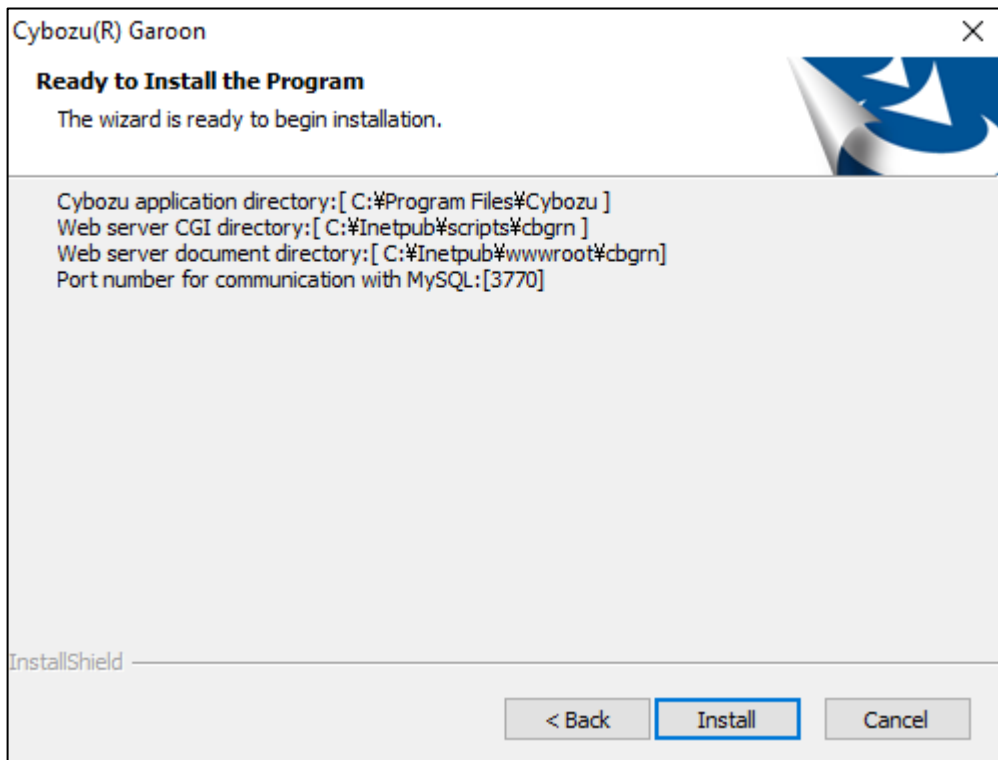 Cybozu(R) Garoon
Ready to Install the Program
The wizard is ready to begin installation.
Cybozu application directory:[ C:¥Program Files¥Cybozu ]
Web server CGI directory:[ C:¥Inetpub¥scripts¥cbgrn ]
Web server document directory:[ C:¥Inetpub¥wwwroot¥cbgrn]
Port number for communication with MySQL:[3770]
InstallShield
< Back
Install
Cancel